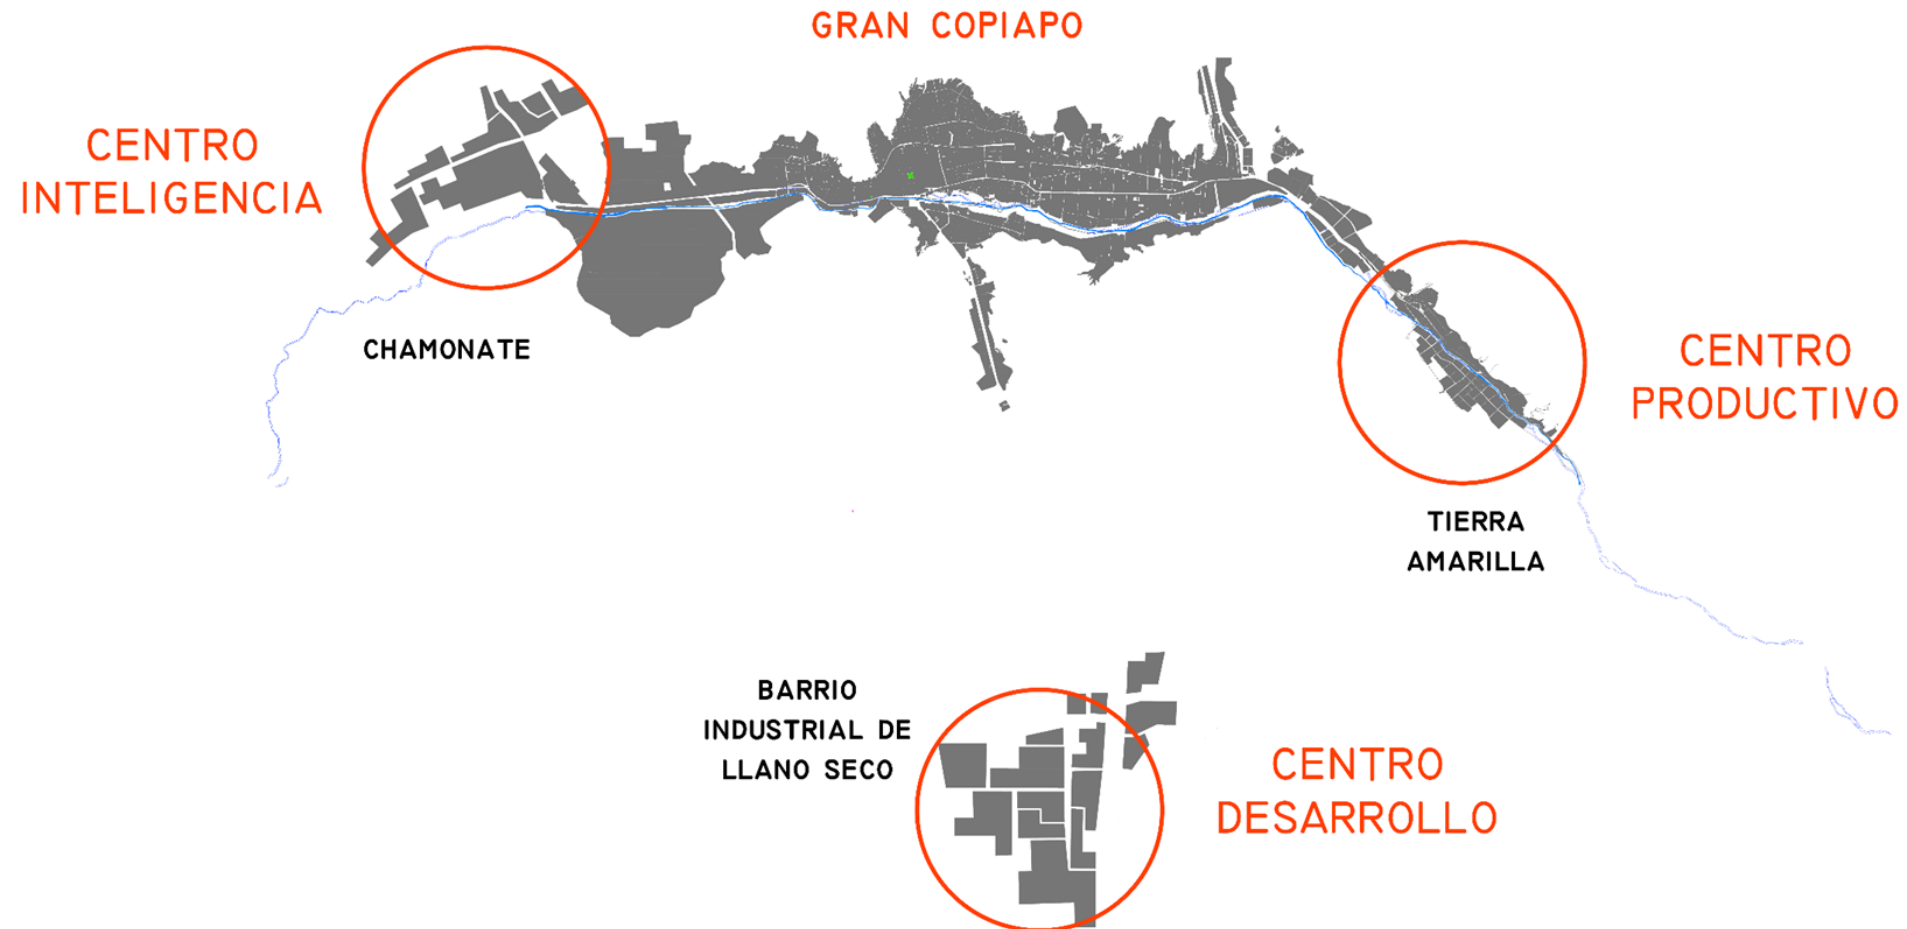 GRAN COPIAPO
CENTRO
INTELIGENCIA
CHAMONATE
CENTRO
PRODUCTIVO
TIERRA
AMARILLA
BARRIO
INDUSTRIAL DE
LLANO SECO
CENTRO
DESARROLLO